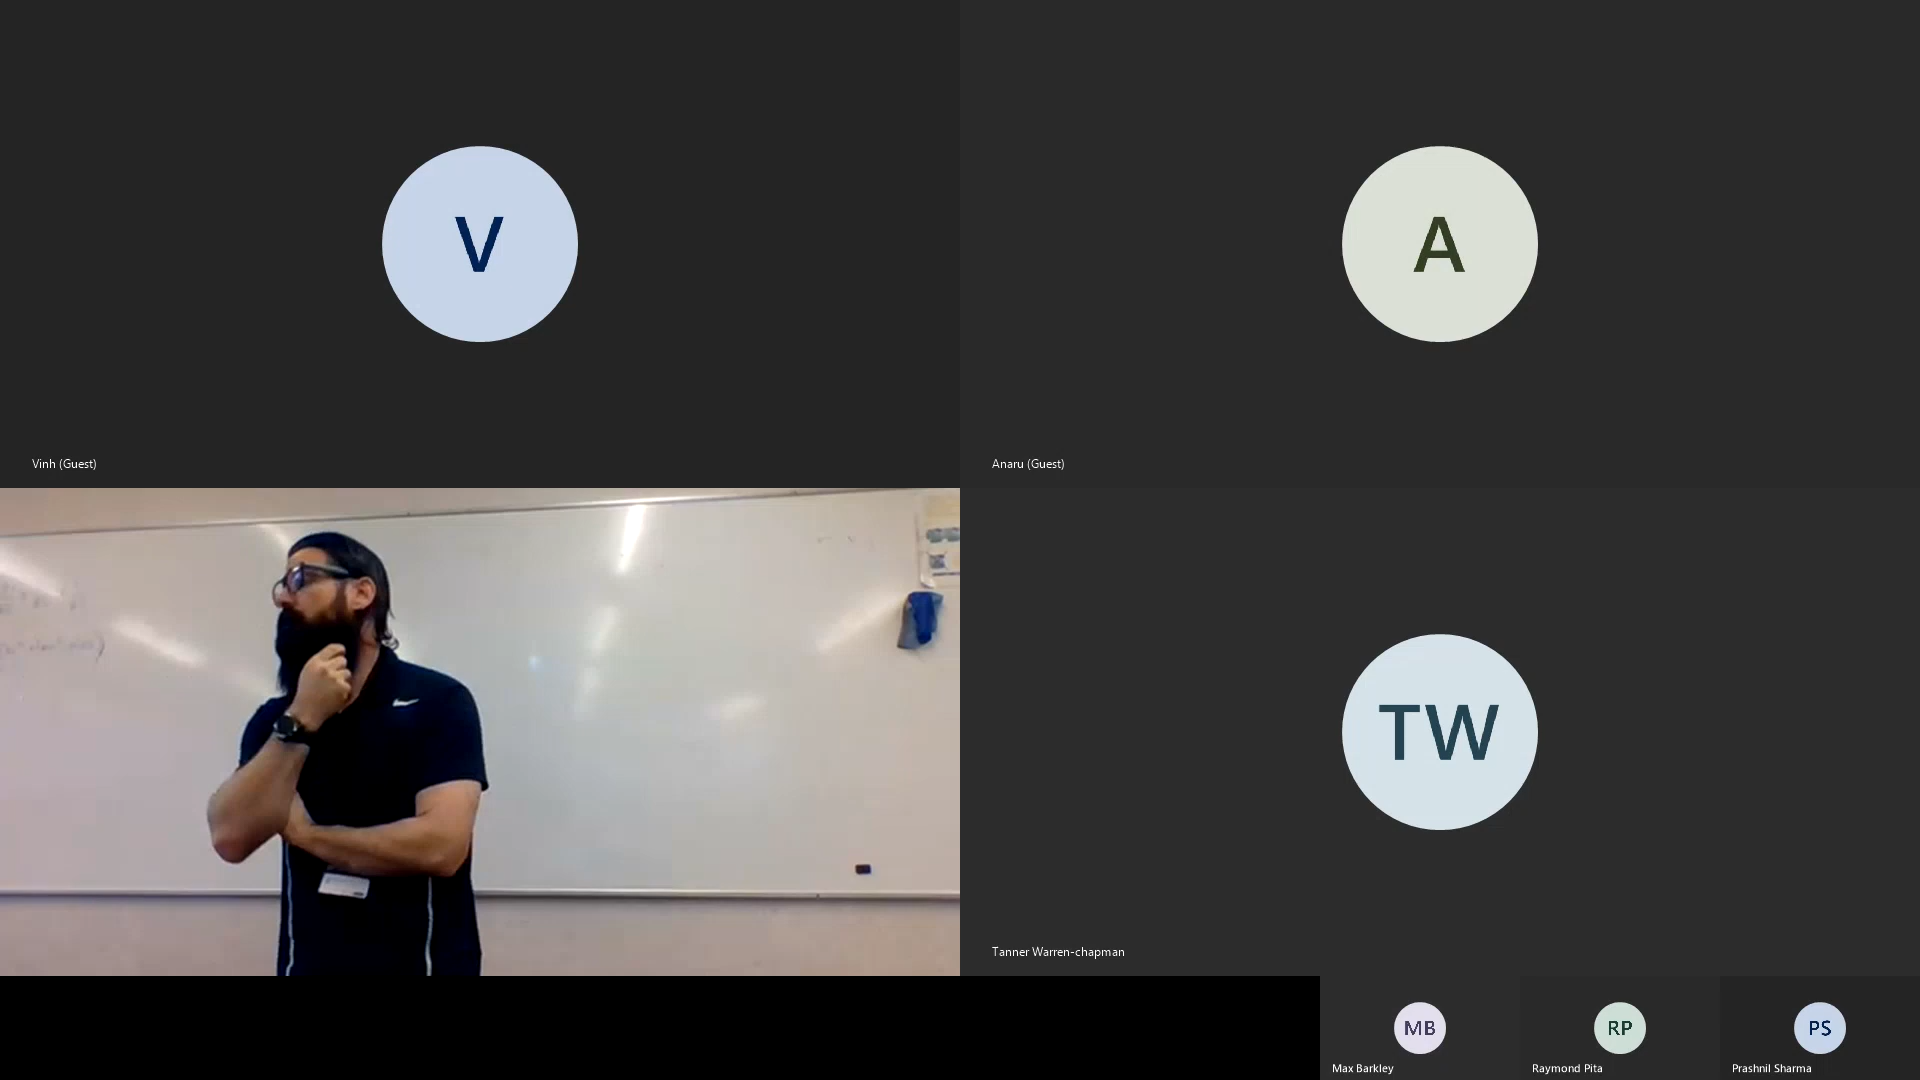 V
Vinh (Guest)
A
Anaru (Guest)
TW
Tanner Warren-chapman
MB
Max Barkley
RP
Raymond Pita
PS
Prashnil Sharma